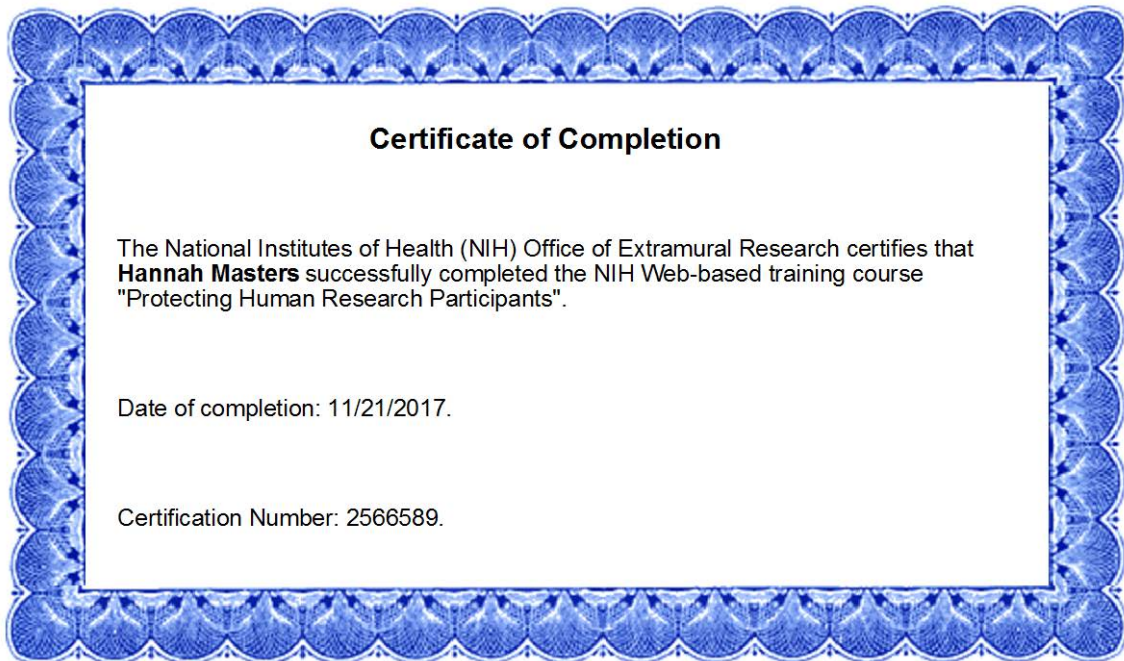 Certificate of Completion
The National Institutes of Health (NIH) Office of Extramural Research certifies that
Hannah Masters successfully completed the NIH Web-based training course
"Protecting Human Research Participants".
Date of completion: 11/21/2017.
Certification Number: 2566589.